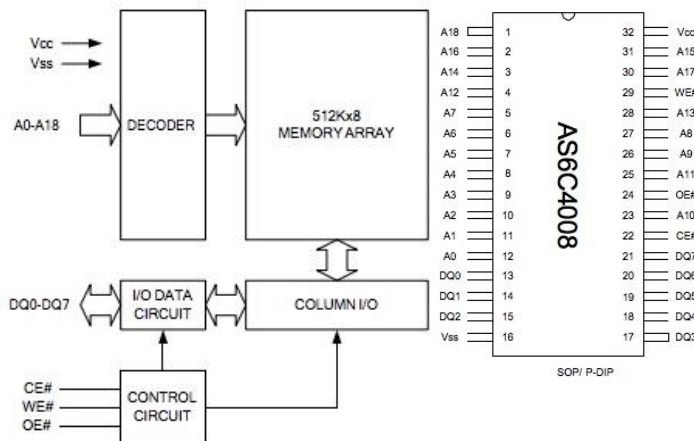 Vcc
Vss
A0-A18
DECODER
512Kx8
MEMORY ARRAY
DQ0-DQ7
I/O DATA
CIRCUIT
COLUMN I/O
CE#
WE#
OE#
CONTROL
CIRCUIT
A18 1 32 Vcc
A16 2 31 A15
A14 3 30 A17
A12 4 29 WE#
A7 5 28 A13
A6 6 27 A8
A5 7 26 A9
A4 8 25 A11
A3 9 24 OE#
A2 10 23 A10
A1 11 22 CE#
A0 12 21 DQ7
DQ0 13 20 DQ6
DQ1 14 19 DQ5
DQ2 15 18 DQ4
Vss 16 17 DQ3
AS6C4008
SOP/ P-DIP